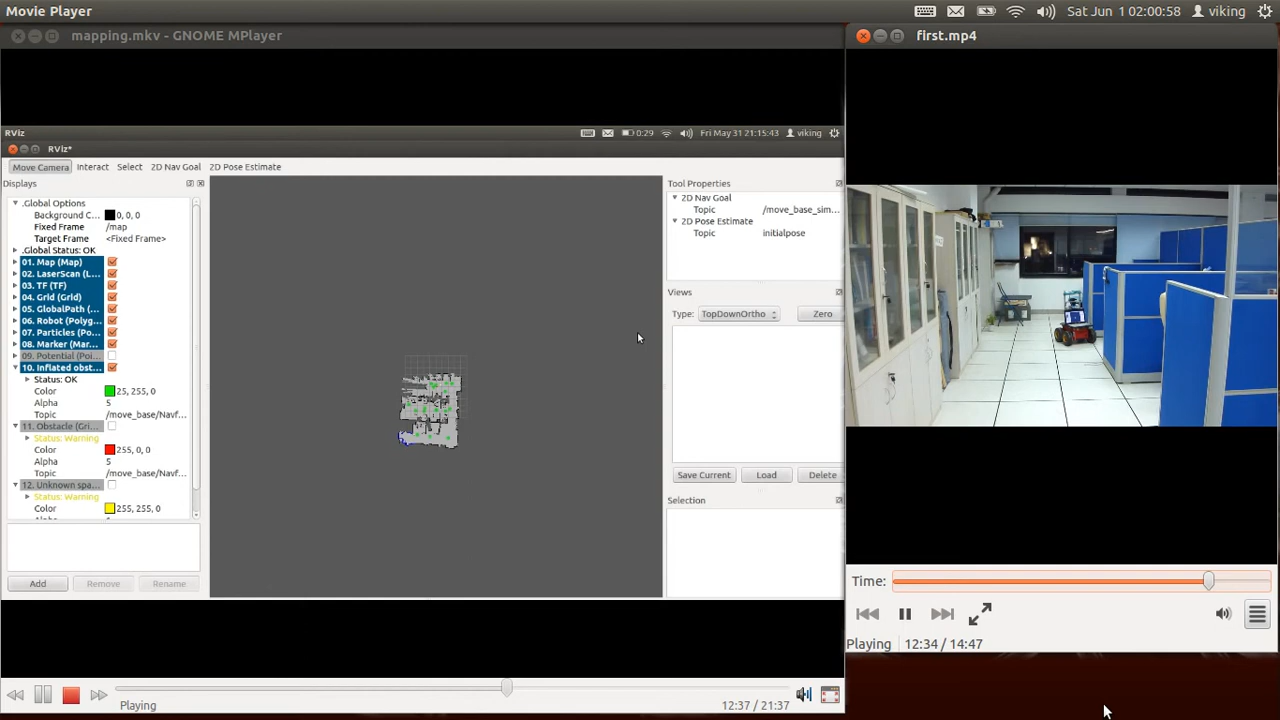 Movie Player
Sat Jun 1 02:00:58
viking
mapping.mkv - GNOME MPlayer
first.mp4
RViz
0:29
Fri May 31 21:15:43
viking
RViz*
Move Camera
Interact
Select
2D Nav Goal
2D Pose Estimate
Displays
.Global Options
Background C... 0, 0, 0
Fixed Frame /map
Target Frame <Fixed Frame>
.Global Status: OK
01. Map (Map)
02. LaserScan (L...
03. TF (TF)
04. Grid (Grid)
05. GlobalPath (...
06. Robot (Polyg...
07. Particles (Po...
08. Marker (Mar...
09. Potential (Poi...
10. Inflated obst...
Status: OK
Color 25, 255, 0
Alpha 5
Topic /move_base/Navf...
11. Obstacle (Gri...
Status: Warning
Color 255, 0, 0
Alpha 5
Topic /move_base/Navf...
12. Unknown spa...
Status: Warning
Color 255, 255, 0
Add
Remove
Rename
Tool Properties
2D Nav Goal
Topic /move_base_sim...
2D Pose Estimate
Topic initialpose
Views
Type: TopDownOrtho
Zero
Save Current
Load
Delete
Selection
Time:
Playing 12:34 / 14:47
Playing
12:37 / 21:37